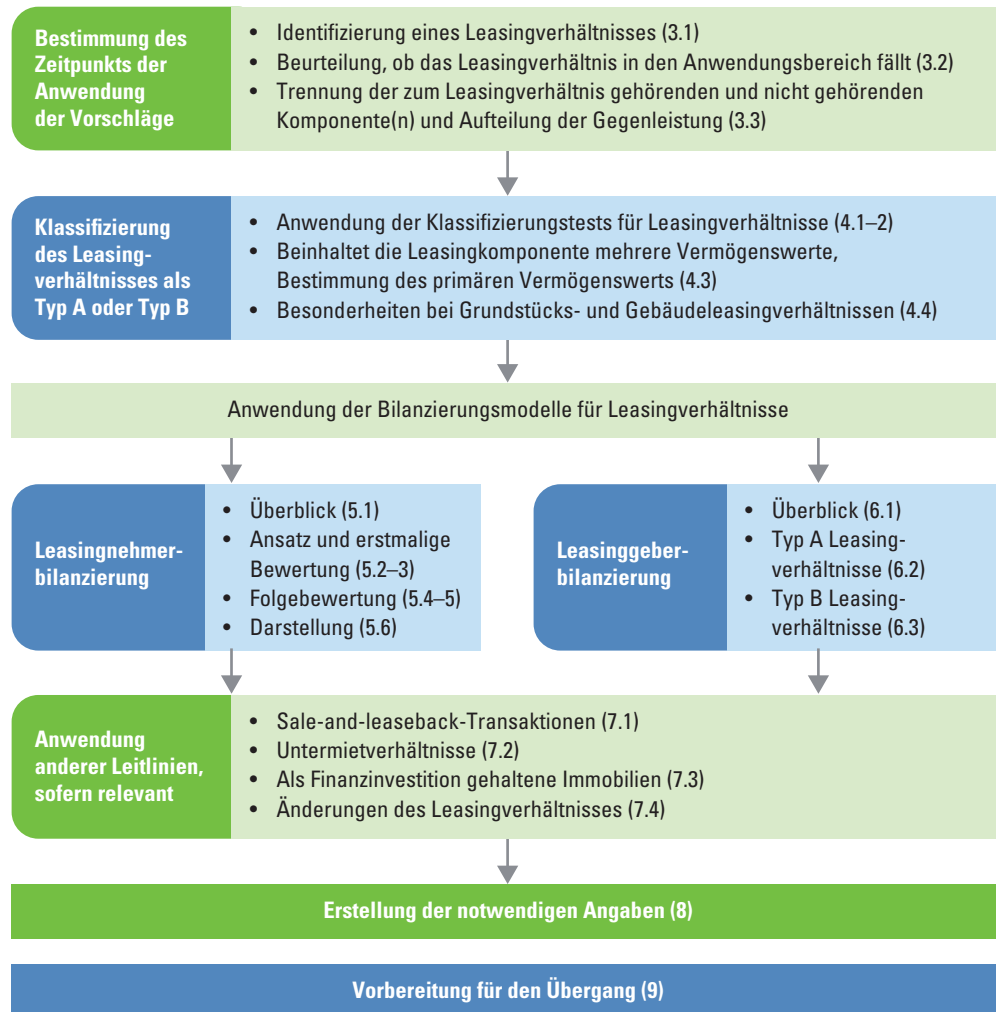 Bestimmung des
Zeitpunkts der
Anwendung
der Vorschläge
• Identifizierung eines Leasingverhältnisses (3.1)
• Beurteilung, ob das Leasingverhältnis in den Anwendungsbereich fällt (3.2)
• Trennung der zum Leasingverhältnis gehörenden und nicht gehörenden
Komponente(n) und Aufteilung der Gegenleistung (3.3)
Klassifizierung
des Leasing-
verhältnisses als
Typ A oder Typ B
• Anwendung der Klassifizierungstests für Leasingverhältnisse (4.1–2)
• Beinhaltet die Leasingkomponente mehrere Vermögenswerte,
Bestimmung des primären Vermögenswerts (4.3)
• Besonderheiten bei Grundstücks- und Gebäudeleasingverhältnissen (4.4)
Anwendung der Bilanzierungsmodelle für Leasingverhältnisse
Leasingnehmer-
bilanzierung
• Überblick (5.1)
• Ansatz und erstmalige
Bewertung (5.2–3)
• Folgebewertung (5.4–5)
• Darstellung (5.6)
Leasinggeber-
bilanzierung
• Überblick (6.1)
• Typ A Leasing-
verhältnisse (6.2)
• Typ B Leasing-
verhältnisse (6.3)
Anwendung
anderer Leitlinien,
sofern relevant
• Sale-and-leaseback-Transaktionen (7.1)
• Untermietverhältnisse (7.2)
• Als Finanzinvestition gehaltene Immobilien (7.3)
• Änderungen des Leasingverhältnisses (7.4)
Erstellung der notwendigen Angaben (8)
Vorbereitung für den Übergang (9)